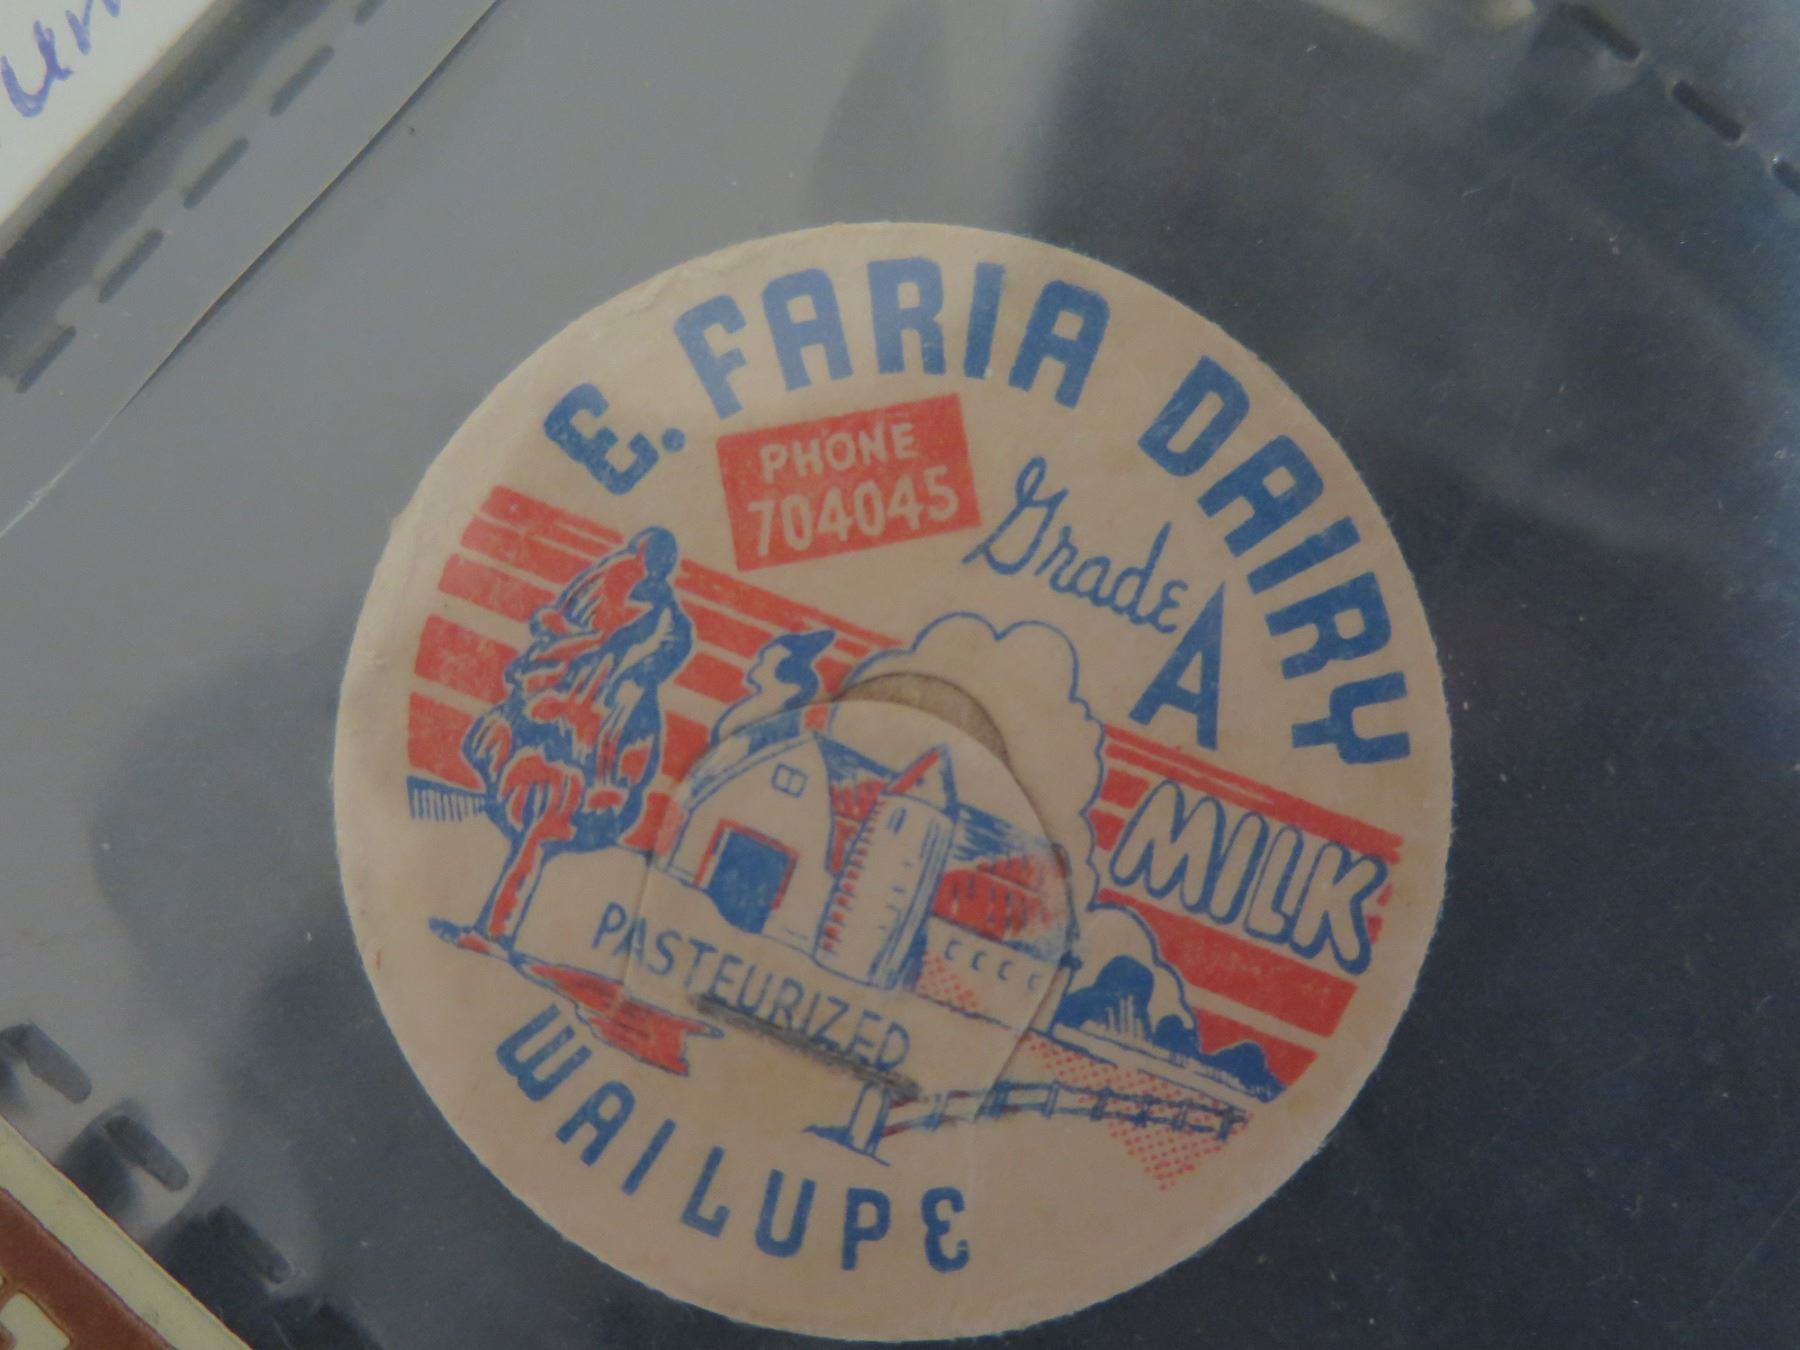 E. FARIA DAIRY
PHONE
704045
Grade A
MILK
PASTEURIZED
WAILUPE